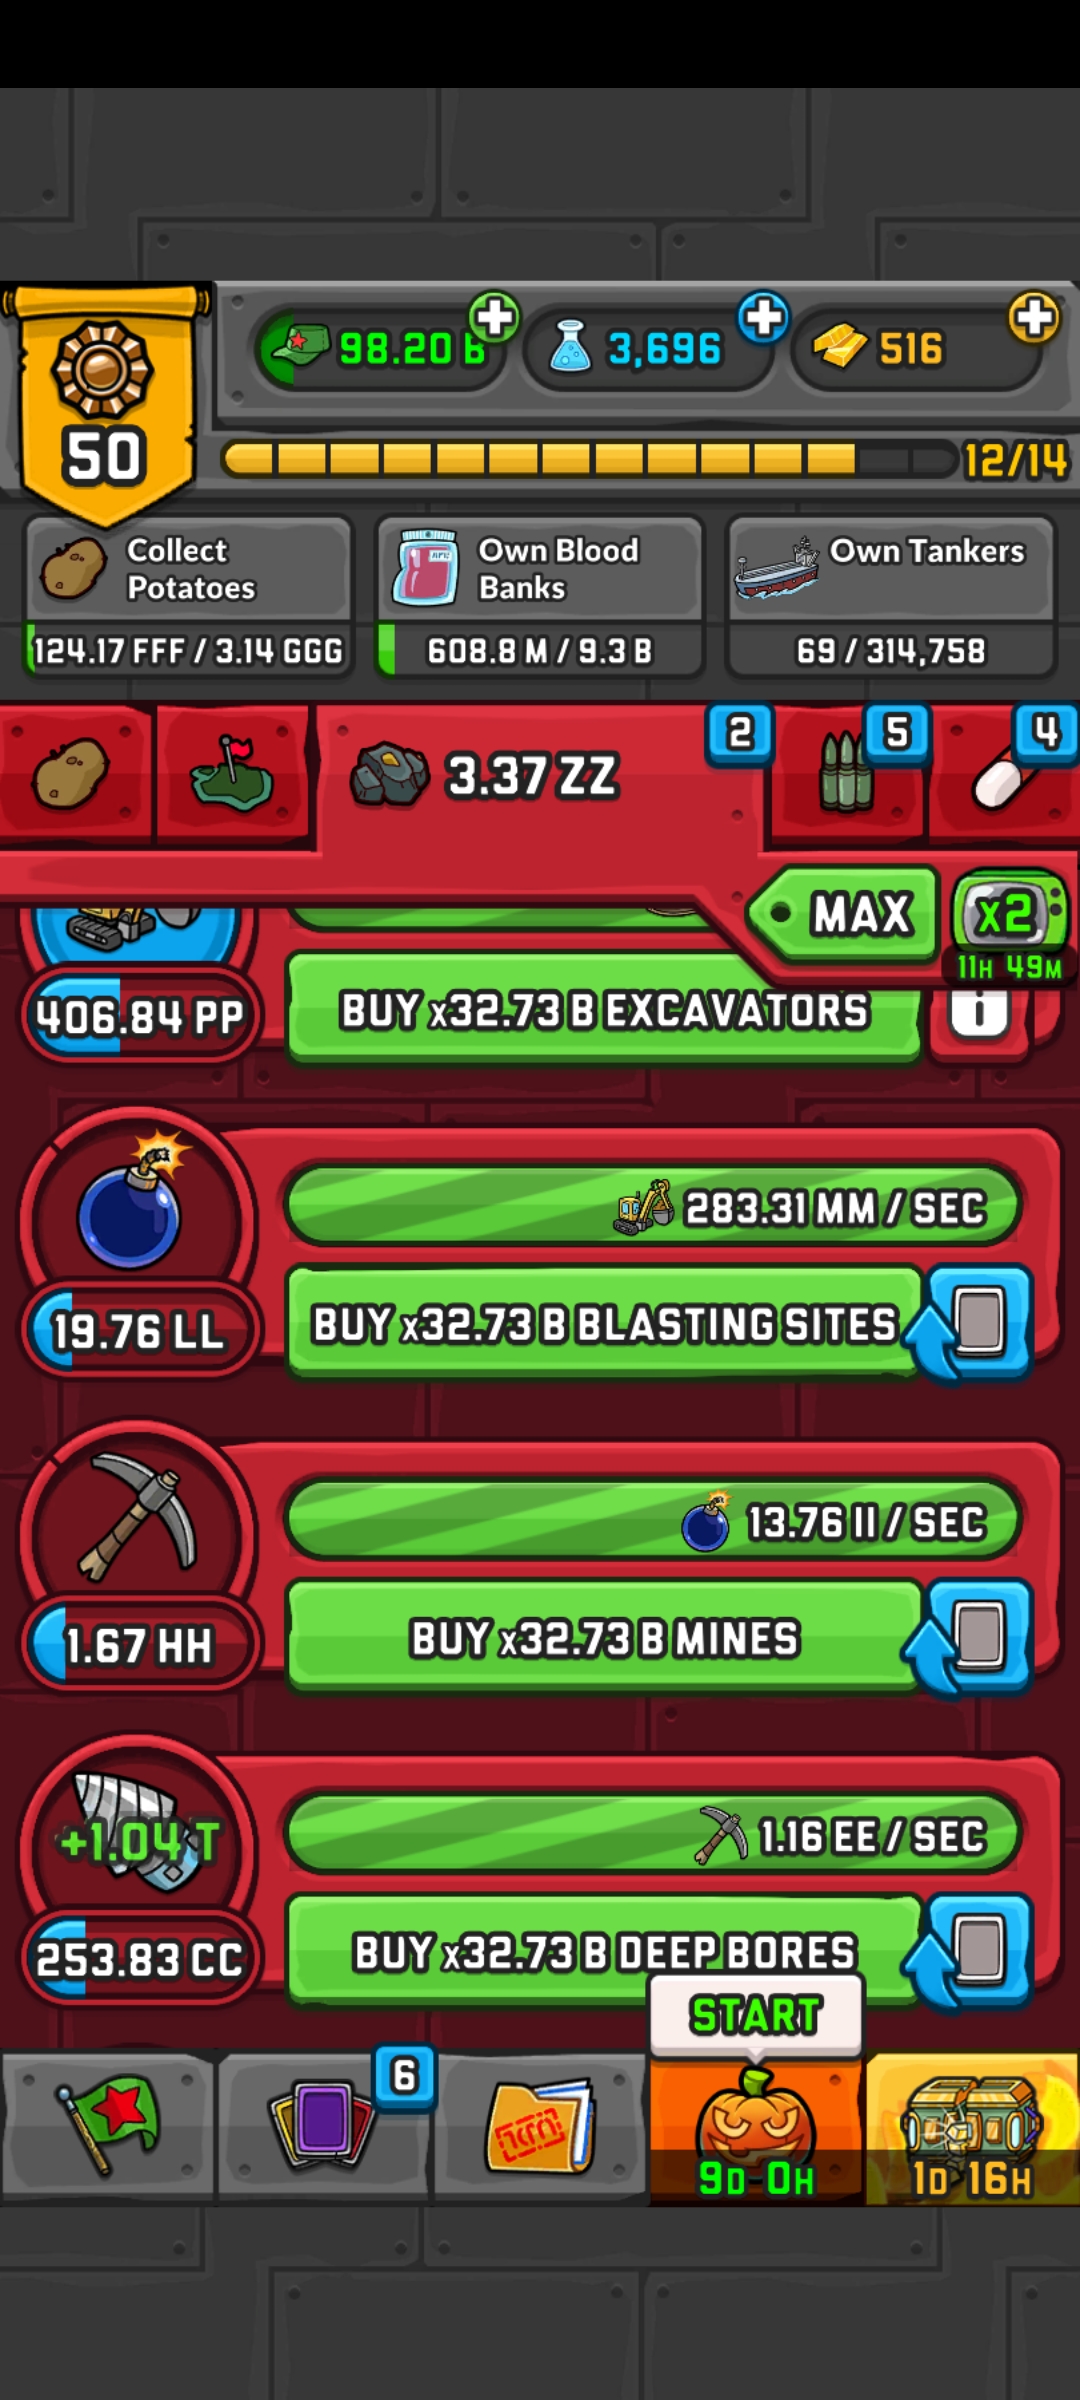 50
98.20 B
3,696
516
12/14
Collect
Potatoes
124.17 FFF / 3.14 GGG
Own Blood
Banks
608.8 M / 9.3 B
Own Tankers
69 / 314,758
3.37 ZZ
2
5
4
MAX
x2
11H 49M
406.84 PP
BUY x32.73 B EXCAVATORS
i
283.31 MM / SEC
19.76 LL
BUY x32.73 B BLASTING SITES
13.76 II / SEC
1.67 HH
BUY x32.73 B MINES
+1.04 T
1.16 EE / SEC
253.83 CC
BUY x32.73 B DEEP BORES
START
6
9D 0H
1D 16H